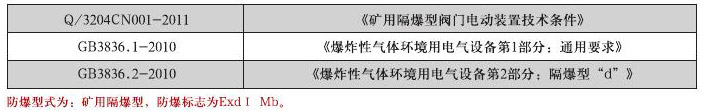 Q/3204CN001-2011 《矿用隔爆型阀门电动装置技术条件》
GB3836.1-2010 《爆炸性气体环境用电气设备第1部分：通用要求》
GB3836.2-2010 《爆炸性气体环境用电气设备第2部分：隔爆型“d”》
防爆型式为：矿用隔爆型，防爆标志为Exd I Mb。